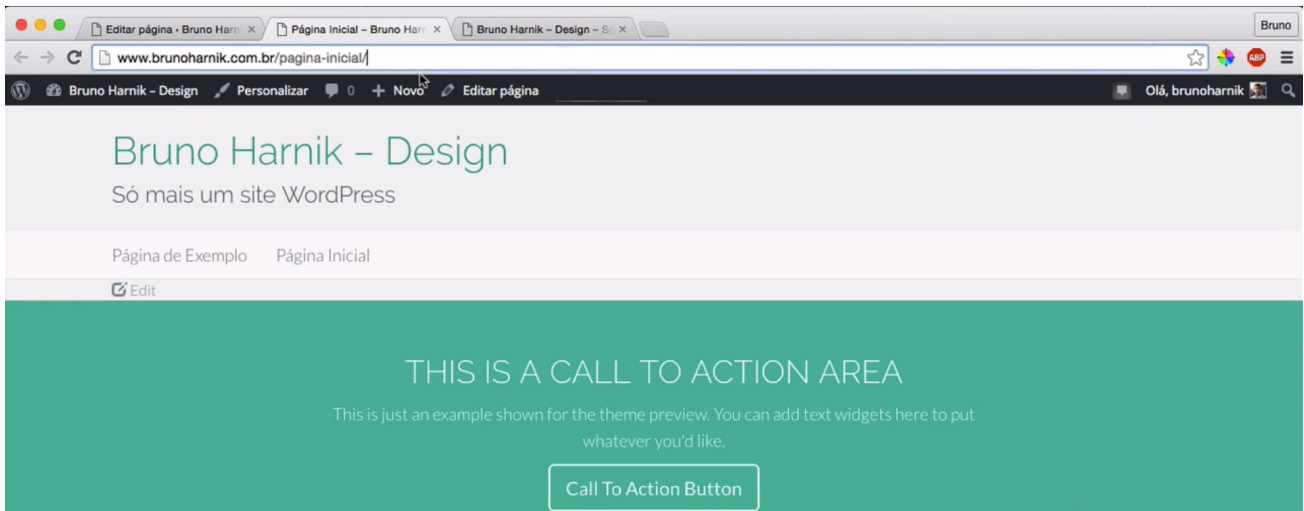 Editar página ‹ Bruno Harn
Página Inicial – Bruno Harn
Bruno Harnik – Design – Só
Bruno
www.brunoharnik.com.br/pagina-inicial/
ABP
Bruno Harnik – Design Personalizar 0 + Novo Editar página Olá, brunoharnik
Bruno Harnik – Design
Só mais um site WordPress
Página de Exemplo Página Inicial
Edit
THIS IS A CALL TO ACTION AREA
This is just an example shown for the theme preview. You can add text widgets here to put
whatever you'd like.
Call To Action Button